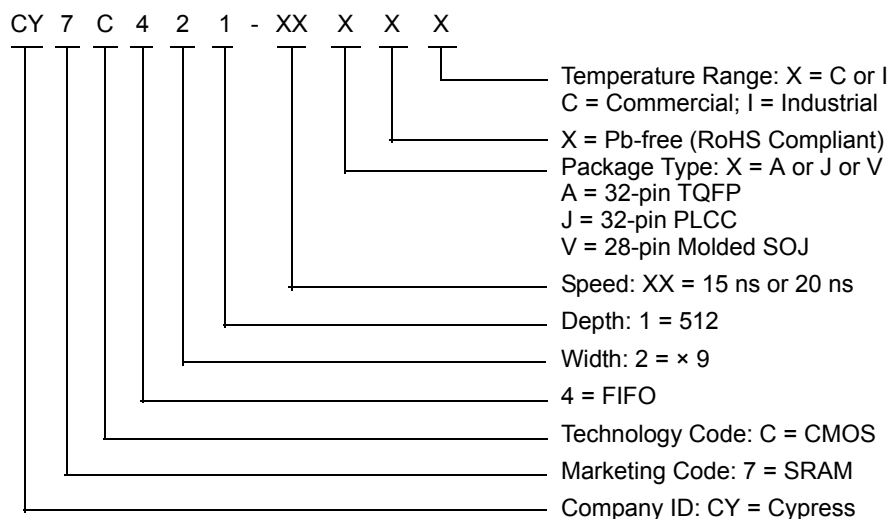 CY 7 C 4 2 1 - XX X X X
Temperature Range: X = C or I
C = Commercial; I = Industrial
X = Pb-free (RoHS Compliant)
Package Type: X = A or J or V
A = 32-pin TQFP
J = 32-pin PLCC
V = 28-pin Molded SOJ
Speed: XX = 15 ns or 20 ns
Depth: 1 = 512
Width: 2 = × 9
4 = FIFO
Technology Code: C = CMOS
Marketing Code: 7 = SRAM
Company ID: CY = Cypress